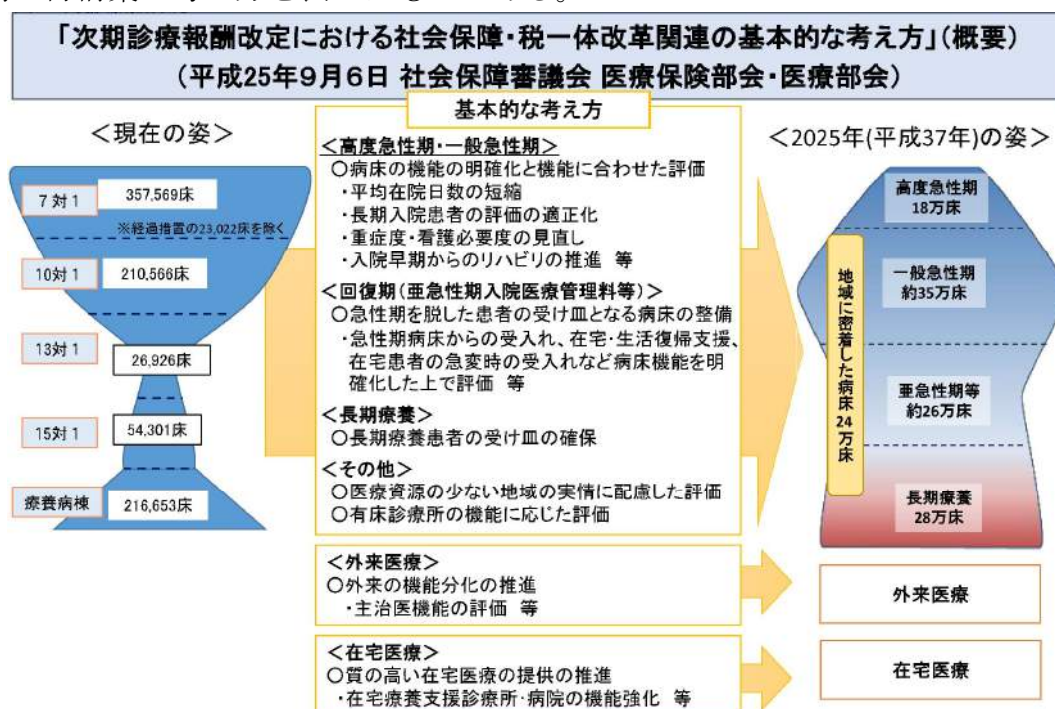 「次期診療報酬改定における社会保障・税一体改革関連の基本的な考え方」(概要)
(平成25年9月6日 社会保障審議会 医療保険部会・医療部会)
<現在の姿>
7対1
357,569床
※経過措置の23,022床を除く
10対1
210,566床
13対1
26,926床
15対1
54,301床
療養病棟
216,653床
基本的な考え方
<高度急性期・一般急性期>
○病床の機能の明確化と機能に合わせた評価
・平均在院日数の短縮
・長期入院患者の評価の適正化
・重症度・看護必要度の見直し
・入院早期からのリハビリの推進 等
<回復期(亜急性期入院医療管理料等)>
○急性期を脱した患者の受け皿となる病床の整備
・急性期病床からの受入れ、在宅・生活復帰支援、
在宅患者の急変時の受入れなど病床機能を明
確化した上で評価 等
<長期療養>
○長期療養患者の受け皿の確保
<その他>
○医療資源の少ない地域の実情に配慮した評価
○有床診療所の機能に応じた評価
<外来医療>
○外来の機能分化の推進
・主治医機能の評価 等
<在宅医療>
○質の高い在宅医療の提供の推進
・在宅療養支援診療所・病院の機能強化 等
<2025年(平成37年)の姿>
高度急性期
18万床
一般急性期
約35万床
亜急性期等
約26万床
長期療養
28万床
地域に密着した病床24万床
外来医療
在宅医療